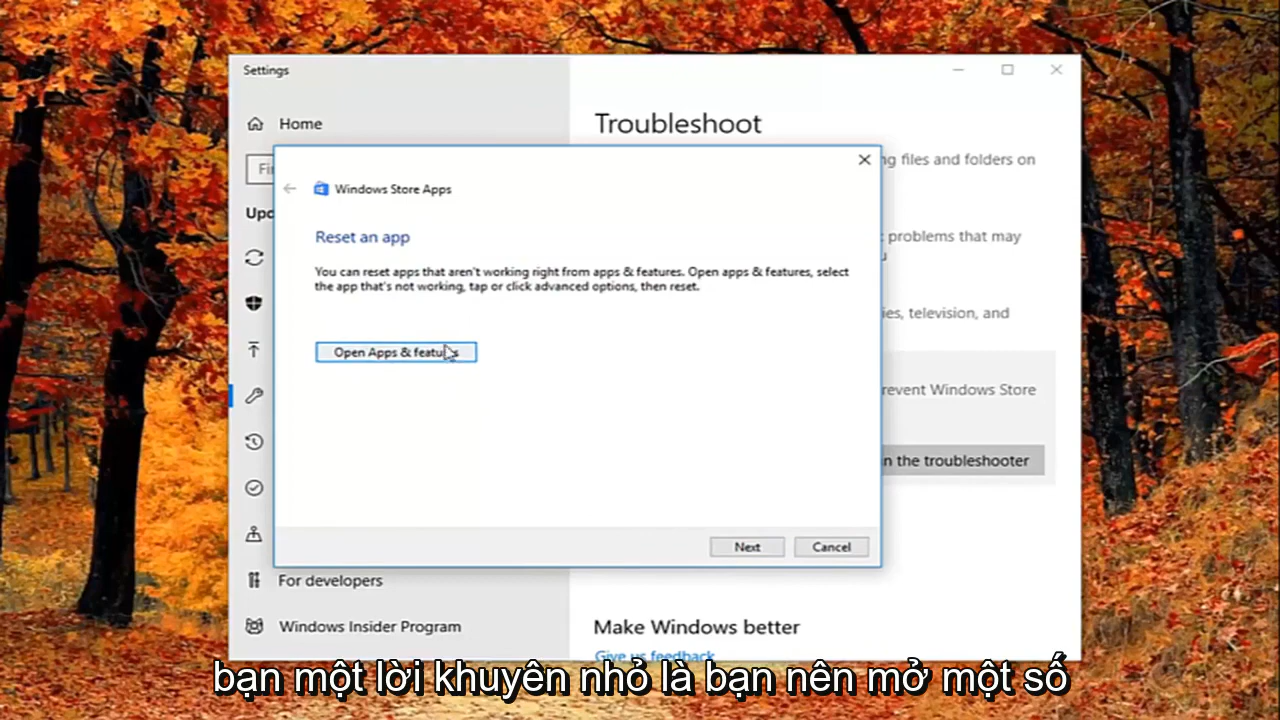 Settings
Home
Troubleshoot
Fi
ng files and folders on
Windows Store Apps
Upd
Reset an app
problems that may
You can reset apps that aren't working right from apps & features. Open apps & features, select
the app that's not working, tap or click advanced options, then reset.
ies, television, and
Open Apps & features
revent Windows Store
n the troubleshooter
Next
Cancel
For developers
Windows Insider Program
Make Windows better
Give us feedback
bạn một lời khuyên nhỏ là bạn nên mở một số